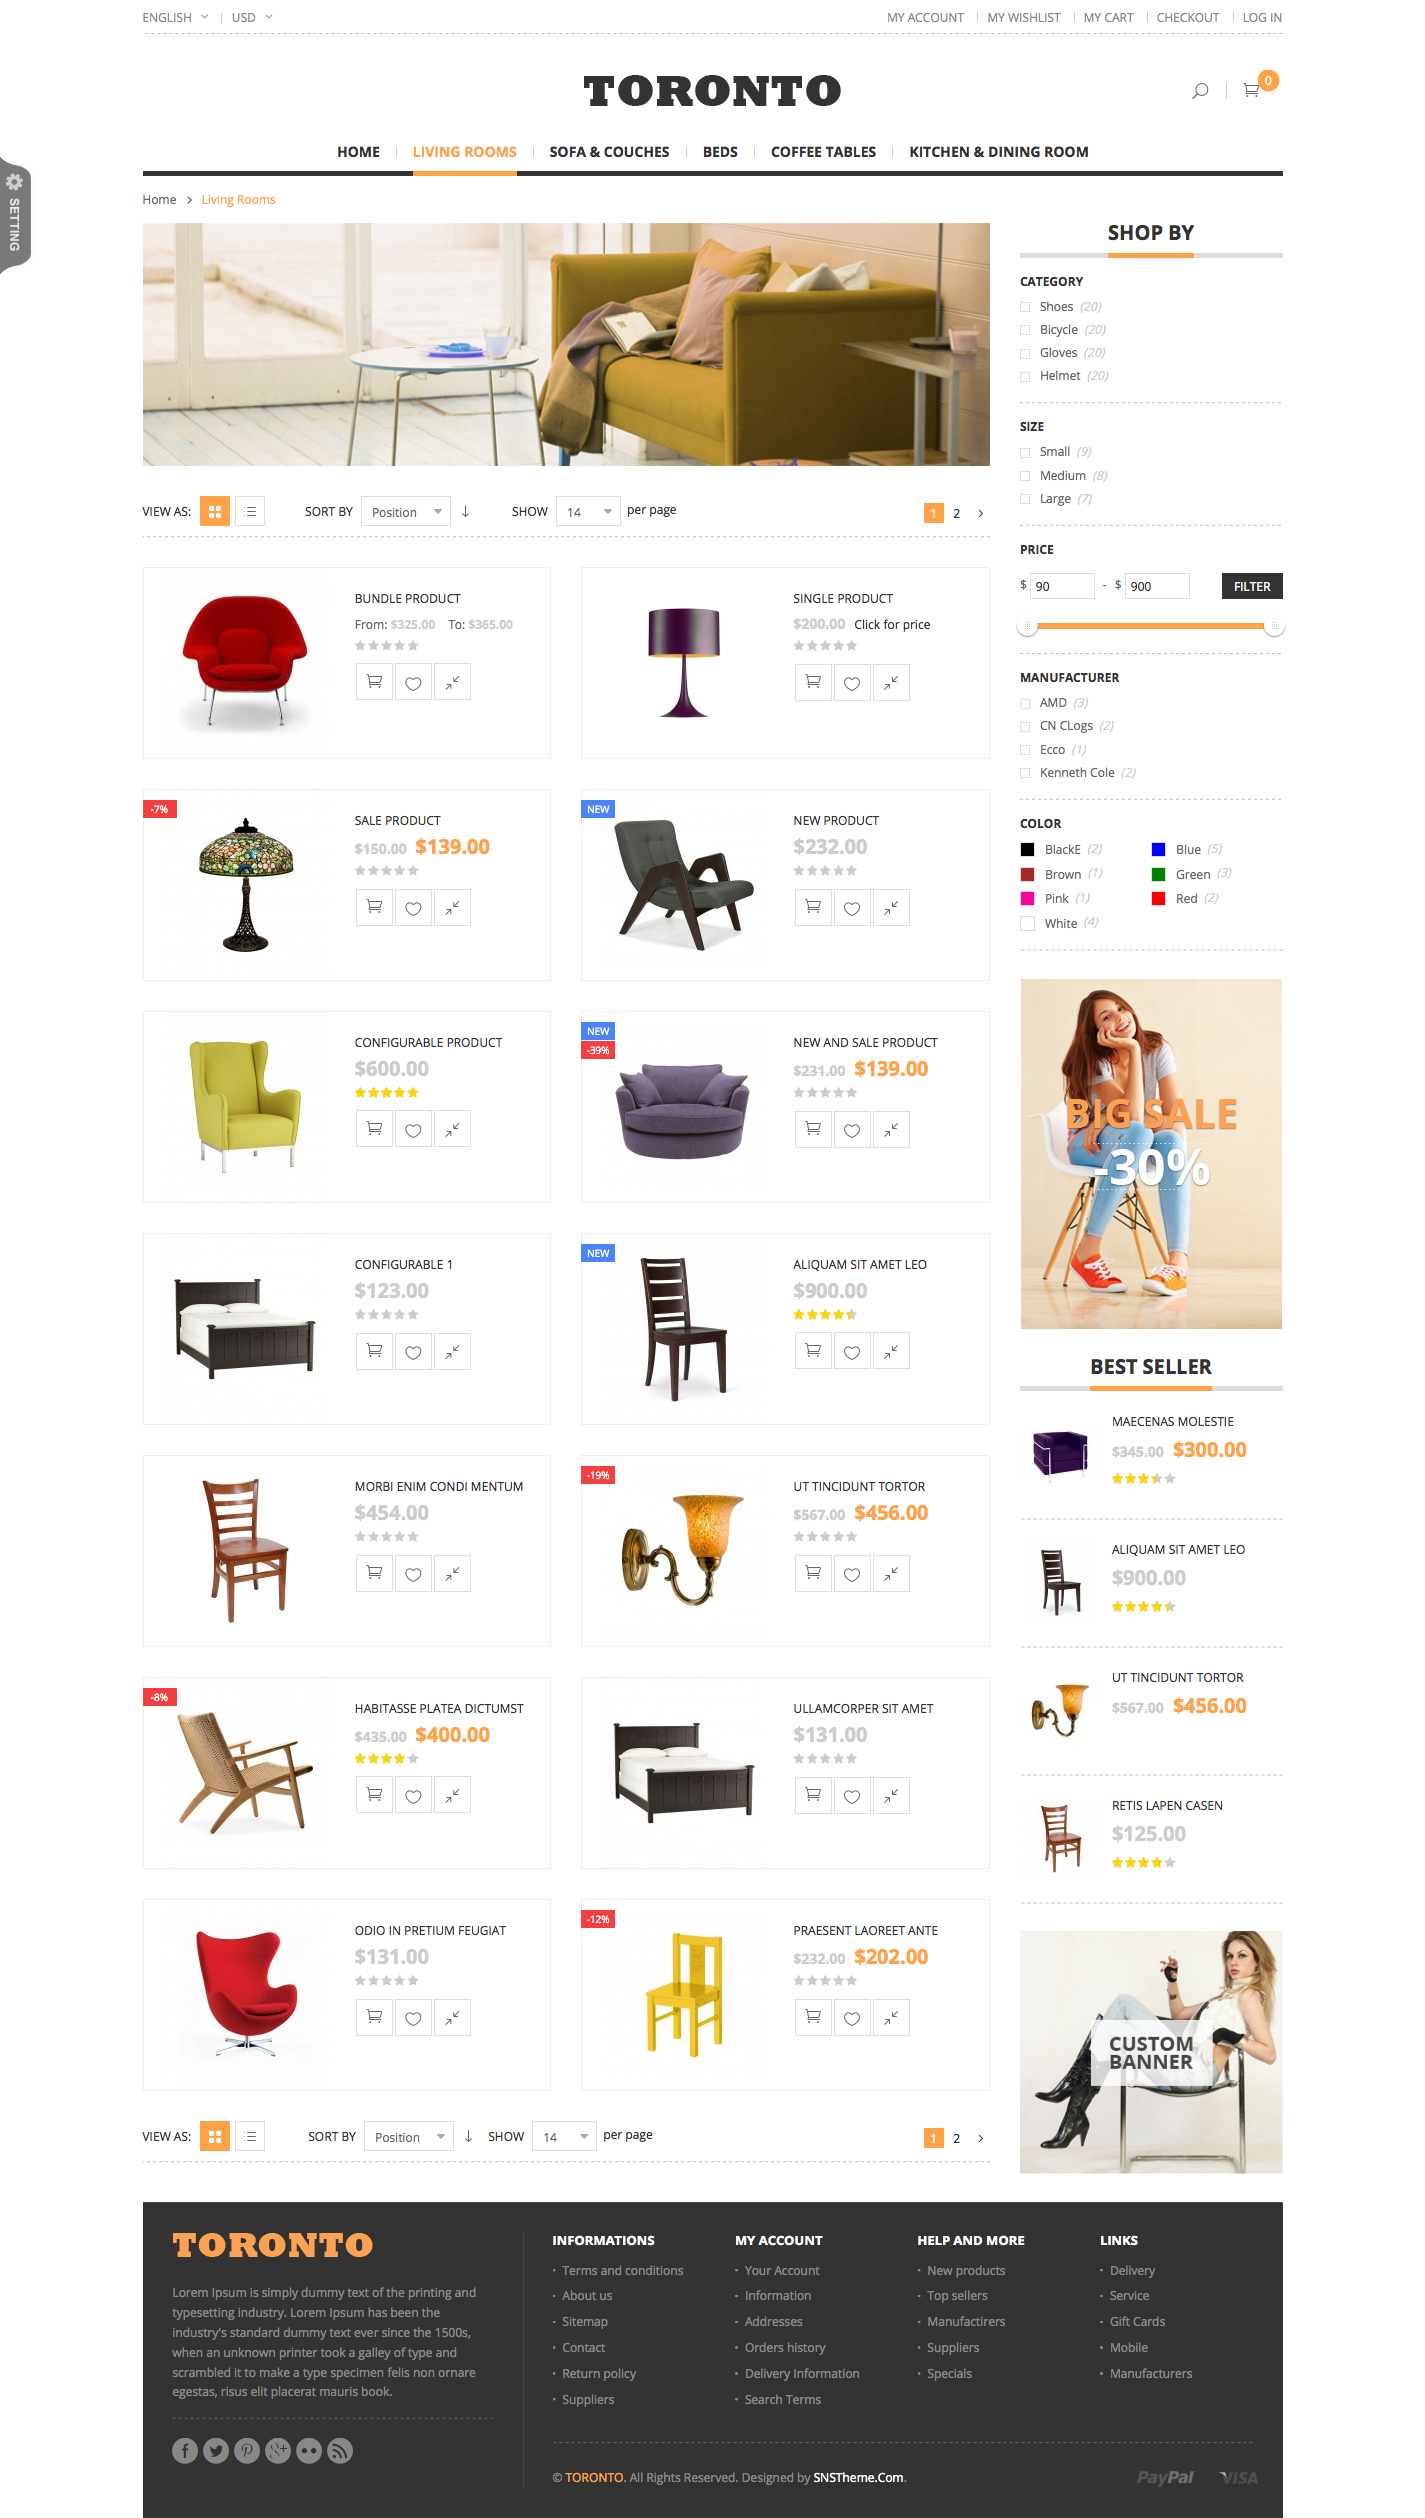 ENGLISH USD MY ACCOUNT MY WISHLIST MY CART CHECKOUT LOG IN
TORONTO
0
HOME LIVING ROOMS SOFA & COUCHES BEDS COFFEE TABLES KITCHEN & DINING ROOM
SETTING
Home > Living Rooms
VIEW AS: SORT BY Position SHOW 14 per page 1 2 >
BUNDLE PRODUCT
From: $325.00 To: $365.00
SINGLE PRODUCT
$200.00 Click for price
-7%
SALE PRODUCT
$150.00 $139.00
NEW
NEW PRODUCT
$232.00
CONFIGURABLE PRODUCT
$600.00
NEW
-39%
NEW AND SALE PRODUCT
$231.00 $139.00
CONFIGURABLE 1
$123.00
NEW
ALIQUAM SIT AMET LEO
$900.00
MORBI ENIM CONDI MENTUM
$454.00
-19%
UT TINCIDUNT TORTOR
$567.00 $456.00
-8%
HABITASSE PLATEA DICTUMST
$435.00 $400.00
ULLAMCORPER SIT AMET
$131.00
ODIO IN PRETIUM FEUGIAT
$131.00
-12%
PRAESENT LAOREET ANTE
$232.00 $202.00
VIEW AS: SORT BY Position SHOW 14 per page 1 2 >
SHOP BY
CATEGORY
Shoes (20)
Bicycle (20)
Gloves (20)
Helmet (20)
SIZE
Small (9)
Medium (8)
Large (7)
PRICE
$ 90 - $ 900 FILTER
MANUFACTURER
AMD (3)
CN CLogs (2)
Ecco (1)
Kenneth Cole (2)
COLOR
BlackE (2) Blue (5)
Brown (1) Green (3)
Pink (1) Red (2)
White (4)
BIG SALE
-30%
BEST SELLER
MAECENAS MOLESTIE
$345.00 $300.00
ALIQUAM SIT AMET LEO
$900.00
UT TINCIDUNT TORTOR
$567.00 $456.00
RETIS LAPEN CASEN
$125.00
CUSTOM
BANNER
TORONTO
Lorem Ipsum is simply dummy text of the printing and
typesetting industry. Lorem Ipsum has been the
industry's standard dummy text ever since the 1500s,
when an unknown printer took a galley of type and
scrambled it to make a type specimen felis non ornare
egestas, risus elit placerat mauris book.
INFORMATIONS
Terms and conditions
About us
Sitemap
Contact
Return policy
Suppliers
MY ACCOUNT
Your Account
Information
Addresses
Orders history
Delivery Information
Search Terms
HELP AND MORE
New products
Top sellers
Manufactirers
Suppliers
Specials
LINKS
Delivery
Service
Gift Cards
Mobile
Manufacturers
© TORONTO. All Rights Reserved. Designed by SNSTheme.Com.
PayPal VISA